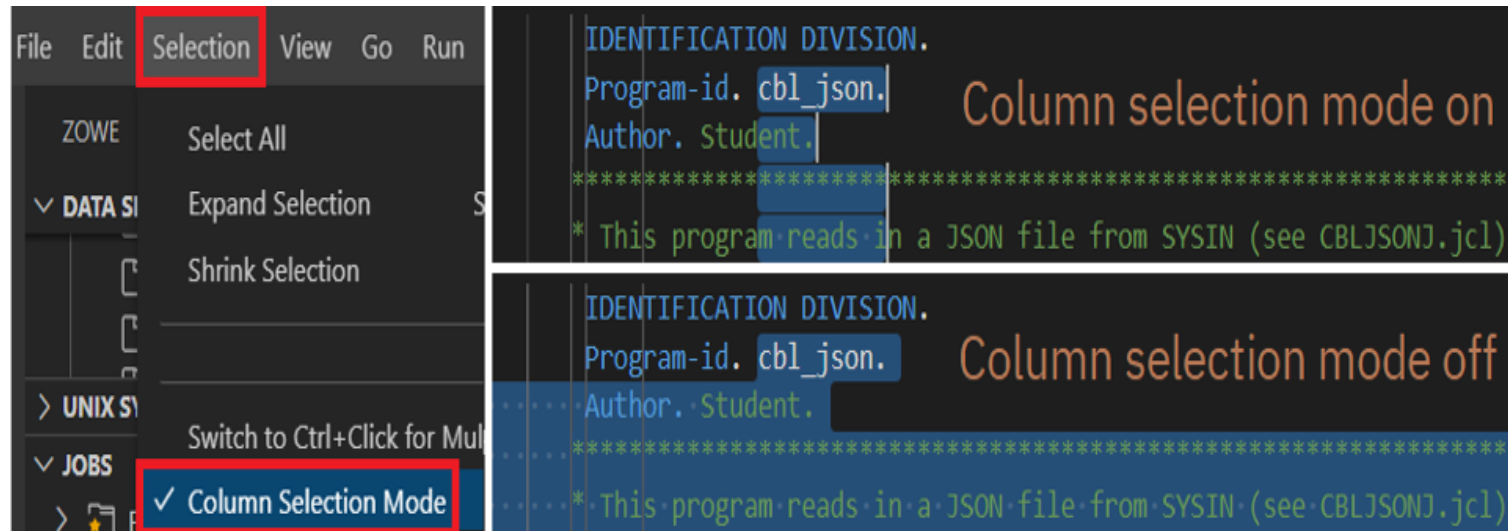 File Edit Selection View Go Run
ZOWE
Select All
Expand Selection S
DATA S
Shrink Selection
UNIX SY
Switch to Ctrl+Click for Mul
JOBS
✓ Column Selection Mode
IDENTIFICATION DIVISION.
Program-id. cbl_json.
Author. Student.
*****************************************************************
* This program reads in a JSON file from SYSIN (see CBLJSONJ.jcl)
Column selection mode on
IDENTIFICATION DIVISION.
Program-id. cbl_json.
Author. Student.
*****************************************************************
* This program reads in a JSON file from SYSIN (see CBLJSONJ.jcl)
Column selection mode off